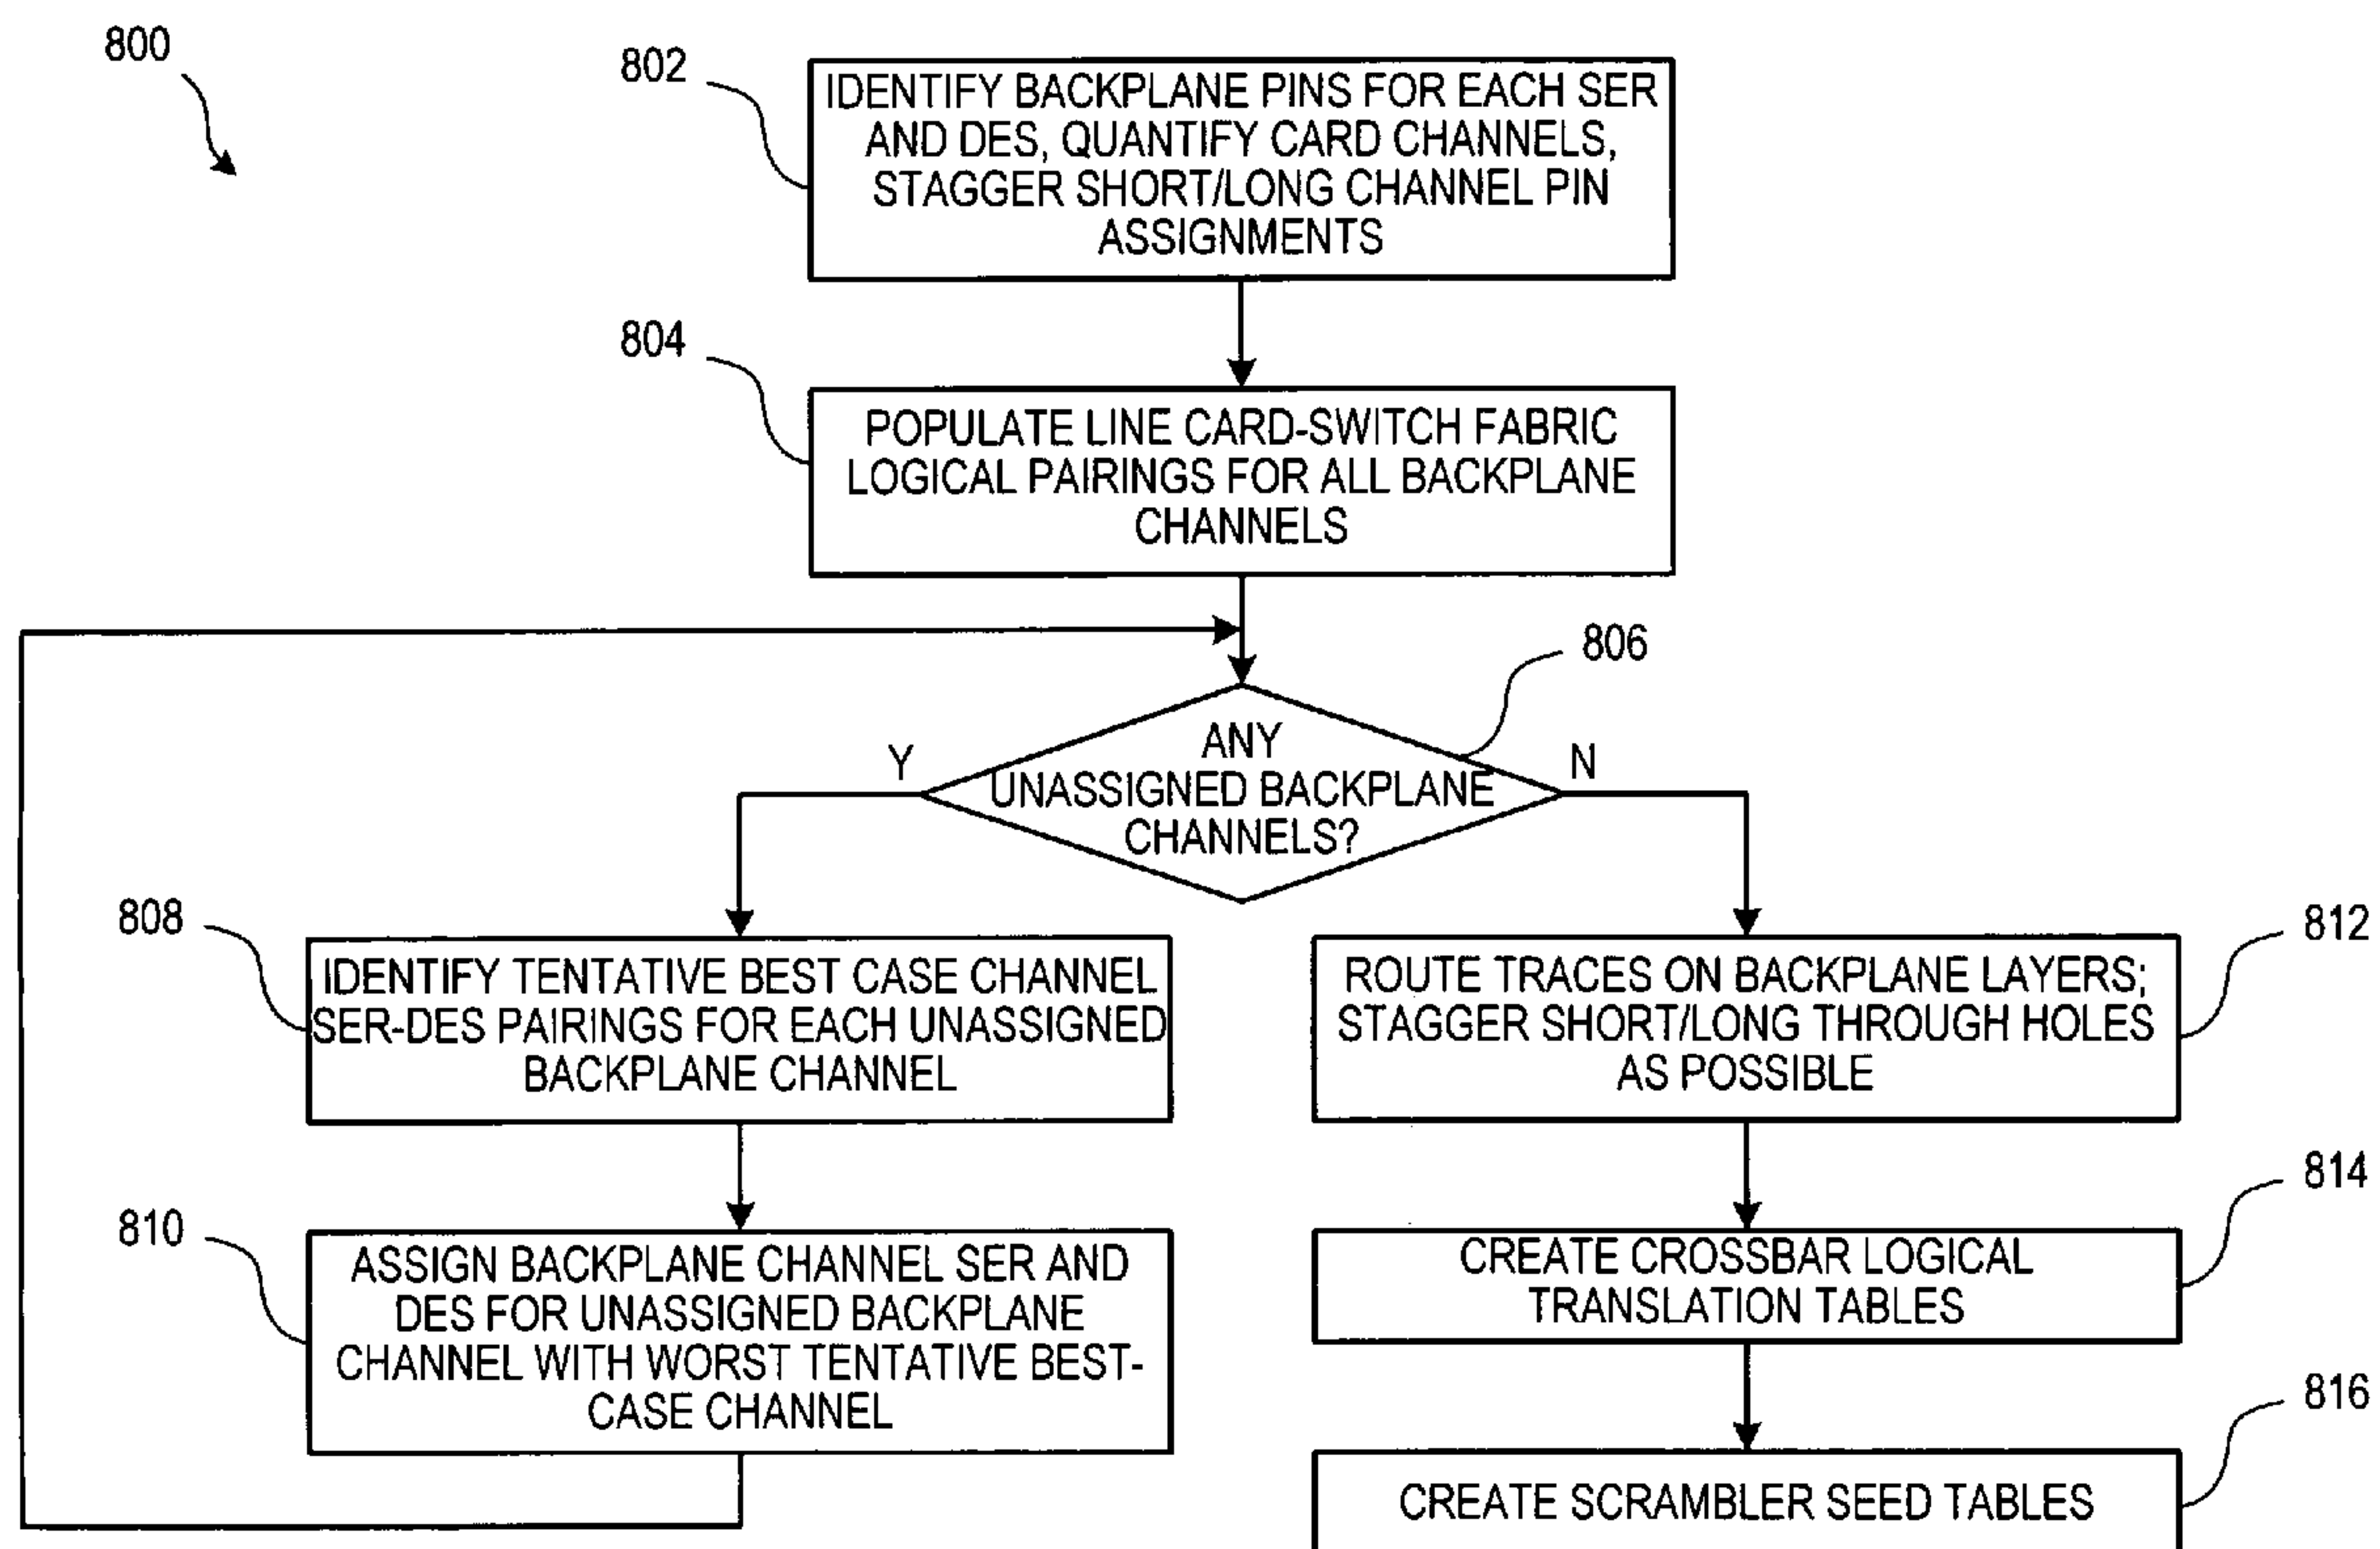 800
802
IDENTIFY BACKPLANE PINS FOR EACH SER
AND DES, QUANTIFY CARD CHANNELS,
STAGGER SHORT/LONG CHANNEL PIN
ASSIGNMENTS
804
POPULATE LINE CARD-SWITCH FABRIC
LOGICAL PAIRINGS FOR ALL BACKPLANE
CHANNELS
806
ANY
UNASSIGNED BACKPLANE
CHANNELS?
Y
N
808
IDENTIFY TENTATIVE BEST CASE CHANNEL
SER-DES PAIRINGS FOR EACH UNASSIGNED
BACKPLANE CHANNEL
812
ROUTE TRACES ON BACKPLANE LAYERS;
STAGGER SHORT/LONG THROUGH HOLES
AS POSSIBLE
810
ASSIGN BACKPLANE CHANNEL SER AND
DES FOR UNASSIGNED BACKPLANE
CHANNEL WITH WORST TENTATIVE BEST-
CASE CHANNEL
814
CREATE CROSSBAR LOGICAL
TRANSLATION TABLES
816
CREATE SCRAMBLER SEED TABLES